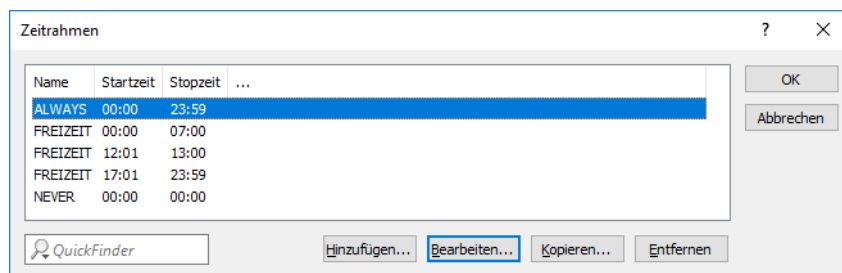 Zeitrahmen ?
Name Startzeit Stopzeit ...
ALWAYS 00:00 23:59
FREIZEIT 00:00 07:00
FREIZEIT 12:01 13:00
FREIZEIT 17:01 23:59
NEVER 00:00 00:00
OK
Abbrechen
QuickFinder
Hinzufügen... Bearbeiten... Kopieren... Entfernen